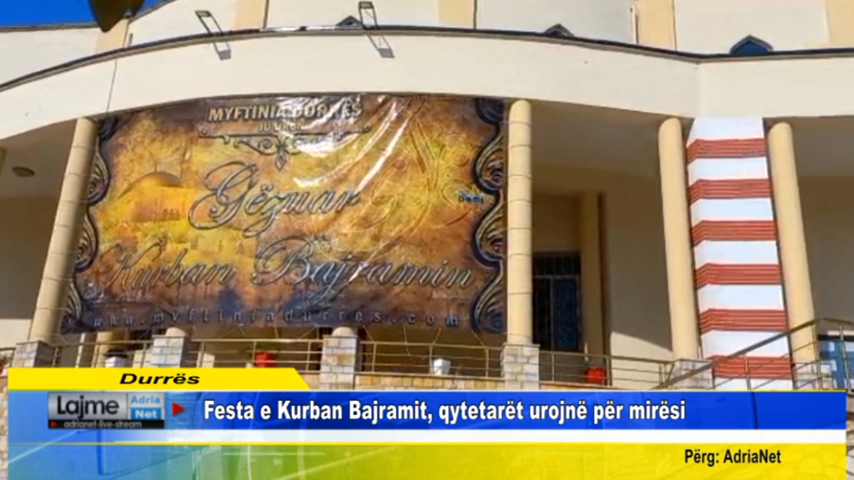 MYFTINIA DURRËS
Gëzuar
Kurban Bajramin
www.myftiniadurres.com
Durrës
Lajme Adria Net
adrianet-live-stream
Festa e Kurban Bajramit, qytetarët urojnë për mirësi
Përg: AdriaNet